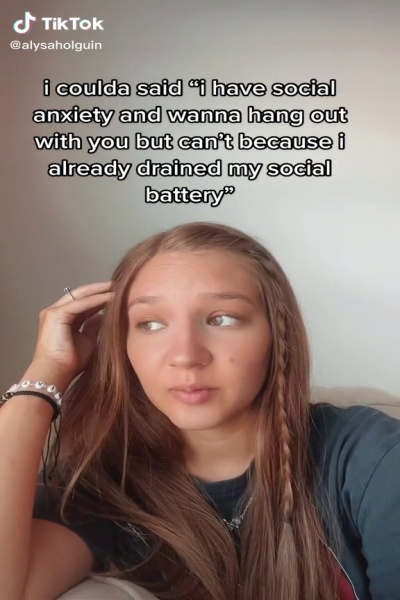 TikTok
@alysaholguin
i coulda said “i have social
anxiety and wanna hang out
with you but can't because i
already drained my social
battery”